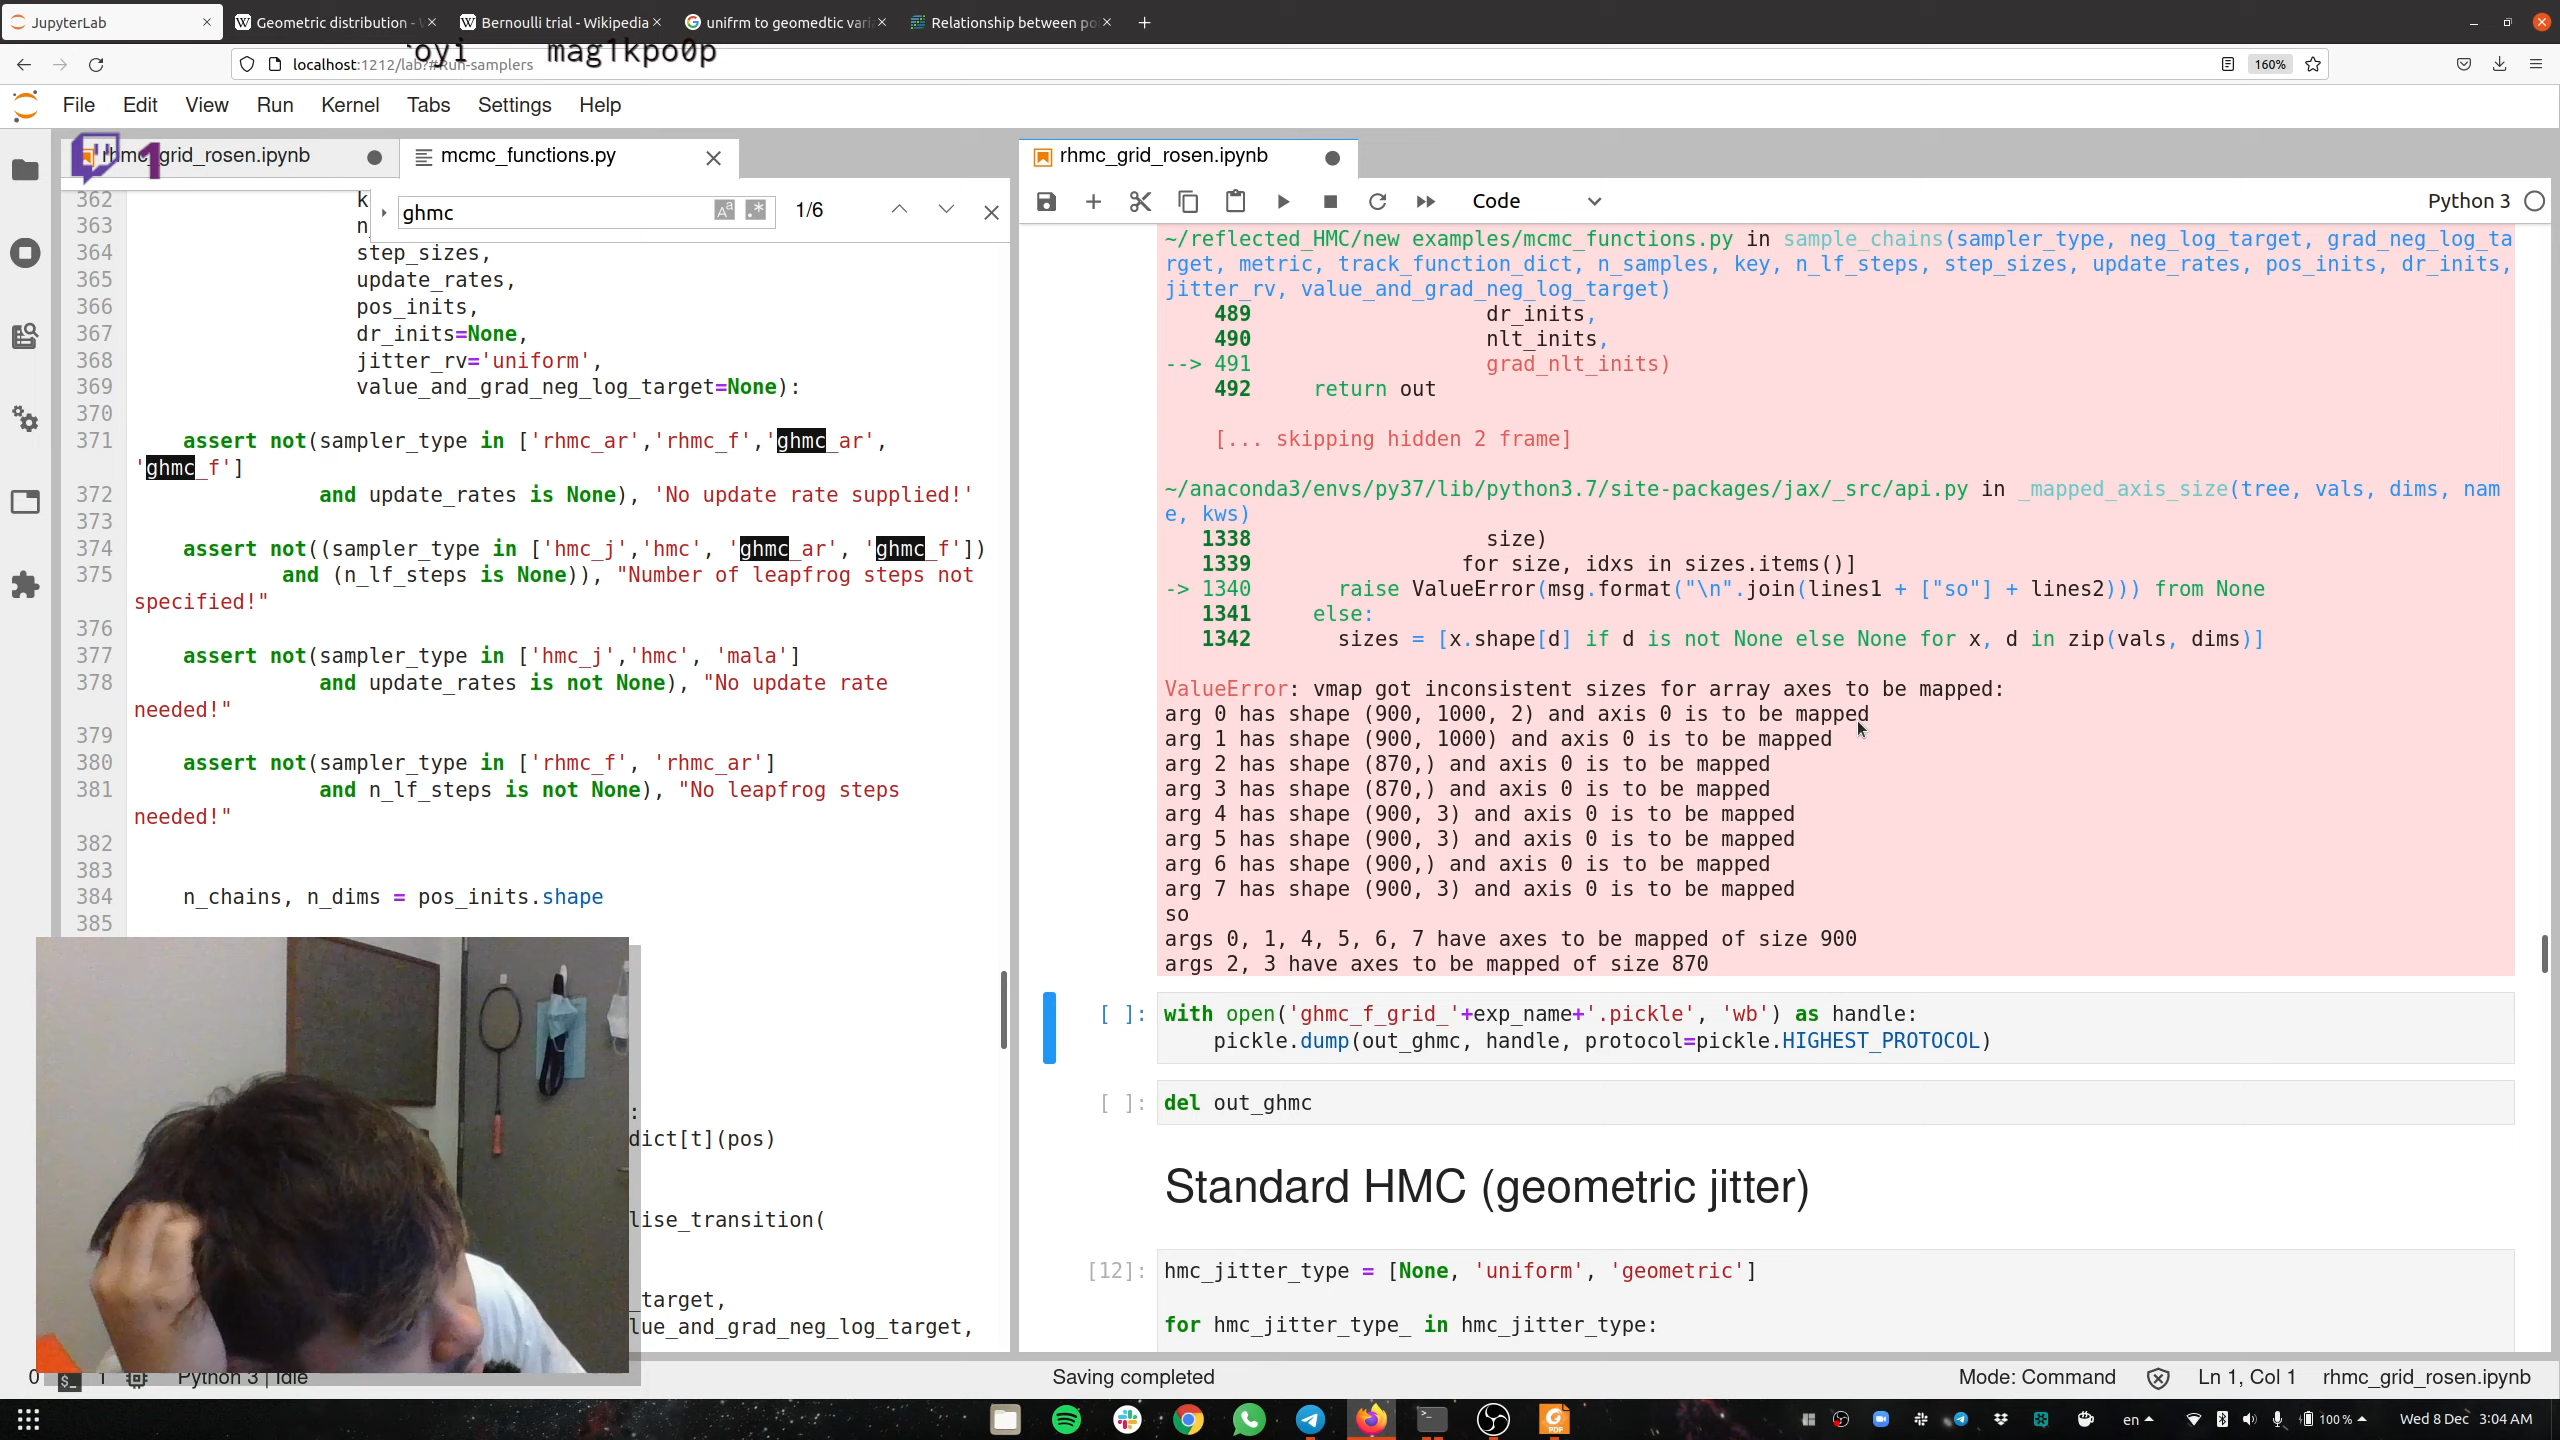 JupyterLab
Geometric distribution -
Bernoulli trial - Wikipedia
unifrm to geomedtic vari
Relationship between po
oyi mag1kpo0p
localhost:1212/lab?#Run-samplers
160%
File Edit View Run Kernel Tabs Settings Help
1
rhmc_grid_rosen.ipynb
mcmc_functions.py
rhmc_grid_rosen.ipynb
ghmc
1/6
Code
Python 3
362 k
363 n
364 step_sizes,
365 update_rates,
366 pos_inits,
367 dr_inits=None,
368 jitter_rv='uniform',
369 value_and_grad_neg_log_target=None):
370
371 assert not(sampler_type in ['rhmc_ar','rhmc_f','ghmc_ar',
'ghmc_f']
372 and update_rates is None), 'No update rate supplied!'
373
374 assert not((sampler_type in ['hmc_j','hmc', 'ghmc_ar', 'ghmc_f'])
375 and (n_lf_steps is None)), "Number of leapfrog steps not
specified!"
376
377 assert not(sampler_type in ['hmc_j','hmc', 'mala']
378 and update_rates is not None), "No update rate
needed!"
379
380 assert not(sampler_type in ['rhmc_f', 'rhmc_ar']
381 and n_lf_steps is not None), "No leapfrog steps
needed!"
382
383
384 n_chains, n_dims = pos_inits.shape
385
:
dict[t](pos)
lise_transition(
_target,
lue_and_grad_neg_log_target,
~/reflected_HMC/new examples/mcmc_functions.py in sample_chains(sampler_type, neg_log_target, grad_neg_log_ta
rget, metric, track_function_dict, n_samples, key, n_lf_steps, step_sizes, update_rates, pos_inits, dr_inits,
jitter_rv, value_and_grad_neg_log_target)
489 dr_inits,
490 nlt_inits,
--> 491 grad_nlt_inits)
492 return out
[... skipping hidden 2 frame]
~/anaconda3/envs/py37/lib/python3.7/site-packages/jax/_src/api.py in _mapped_axis_size(tree, vals, dims, nam
e, kws)
1338 size)
1339 for size, idxs in sizes.items()]
-> 1340 raise ValueError(msg.format("\n".join(lines1 + ["so"] + lines2))) from None
1341 else:
1342 sizes = [x.shape[d] if d is not None else None for x, d in zip(vals, dims)]
ValueError: vmap got inconsistent sizes for array axes to be mapped:
arg 0 has shape (900, 1000, 2) and axis 0 is to be mapped
arg 1 has shape (900, 1000) and axis 0 is to be mapped
arg 2 has shape (870,) and axis 0 is to be mapped
arg 3 has shape (870,) and axis 0 is to be mapped
arg 4 has shape (900, 3) and axis 0 is to be mapped
arg 5 has shape (900, 3) and axis 0 is to be mapped
arg 6 has shape (900,) and axis 0 is to be mapped
arg 7 has shape (900, 3) and axis 0 is to be mapped
so
args 0, 1, 4, 5, 6, 7 have axes to be mapped of size 900
args 2, 3 have axes to be mapped of size 870
[ ]: with open('ghmc_f_grid_'+exp_name+'.pickle', 'wb') as handle:
pickle.dump(out_ghmc, handle, protocol=pickle.HIGHEST_PROTOCOL)
[ ]: del out_ghmc
Standard HMC (geometric jitter)
[12]: hmc_jitter_type = [None, 'uniform', 'geometric']
for hmc_jitter_type_ in hmc_jitter_type:
0 $_ 1 Python 3 | Idle
Saving completed
Mode: Command
Ln 1, Col 1
rhmc_grid_rosen.ipynb
en
100 %
Wed 8 Dec 3:04 AM